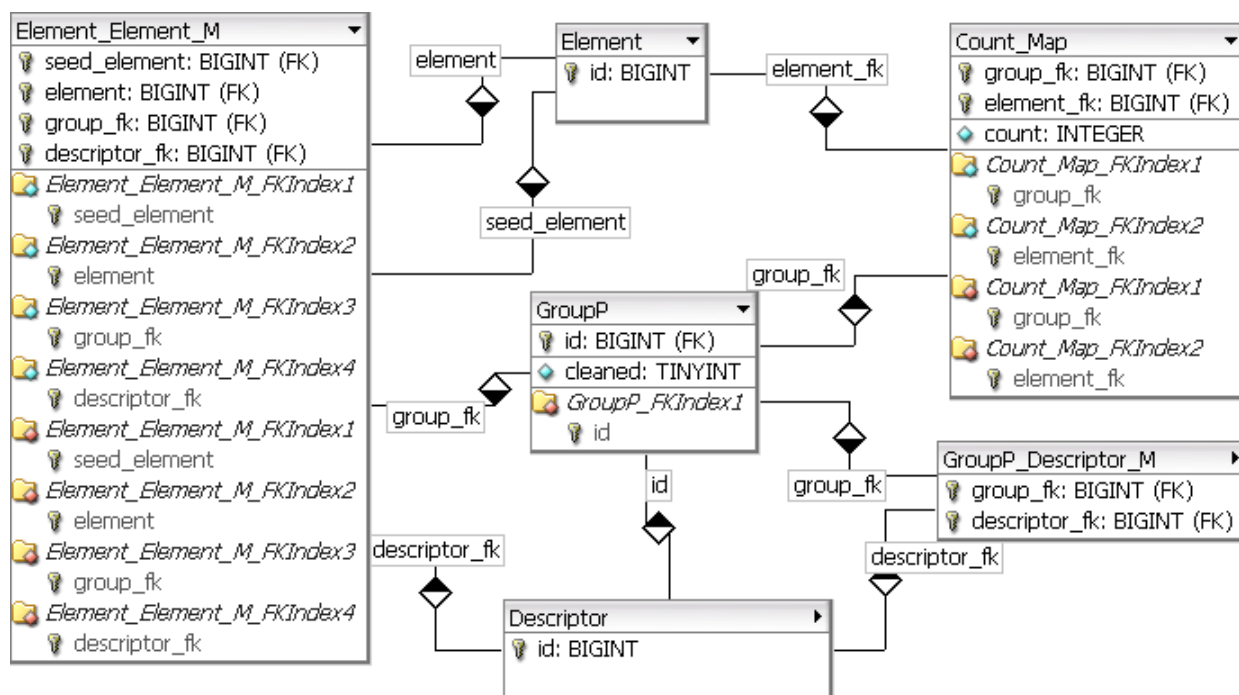 Element_Element_M
seed_element: BIGINT (FK)
element: BIGINT (FK)
group_fk: BIGINT (FK)
descriptor_fk: BIGINT (FK)
Element_Element_M_FKIndex1
seed_element
Element_Element_M_FKIndex2
element
Element_Element_M_FKIndex3
group_fk
Element_Element_M_FKIndex4
descriptor_fk
Element_Element_M_FKIndex1
seed_element
Element_Element_M_FKIndex2
element
Element_Element_M_FKIndex3
group_fk
Element_Element_M_FKIndex4
descriptor_fk
element
seed_element
group_fk
descriptor_fk
Element
id: BIGINT
element_fk
GroupP
id: BIGINT (FK)
cleaned: TINYINT
GroupP_FKIndex1
id
group_fk
group_fk
id
descriptor_fk
Descriptor
id: BIGINT
Count_Map
group_fk: BIGINT (FK)
element_fk: BIGINT (FK)
count: INTEGER
Count_Map_FKIndex1
group_fk
Count_Map_FKIndex2
element_fk
Count_Map_FKIndex1
group_fk
Count_Map_FKIndex2
element_fk
GroupP_Descriptor_M
group_fk: BIGINT (FK)
descriptor_fk: BIGINT (FK)